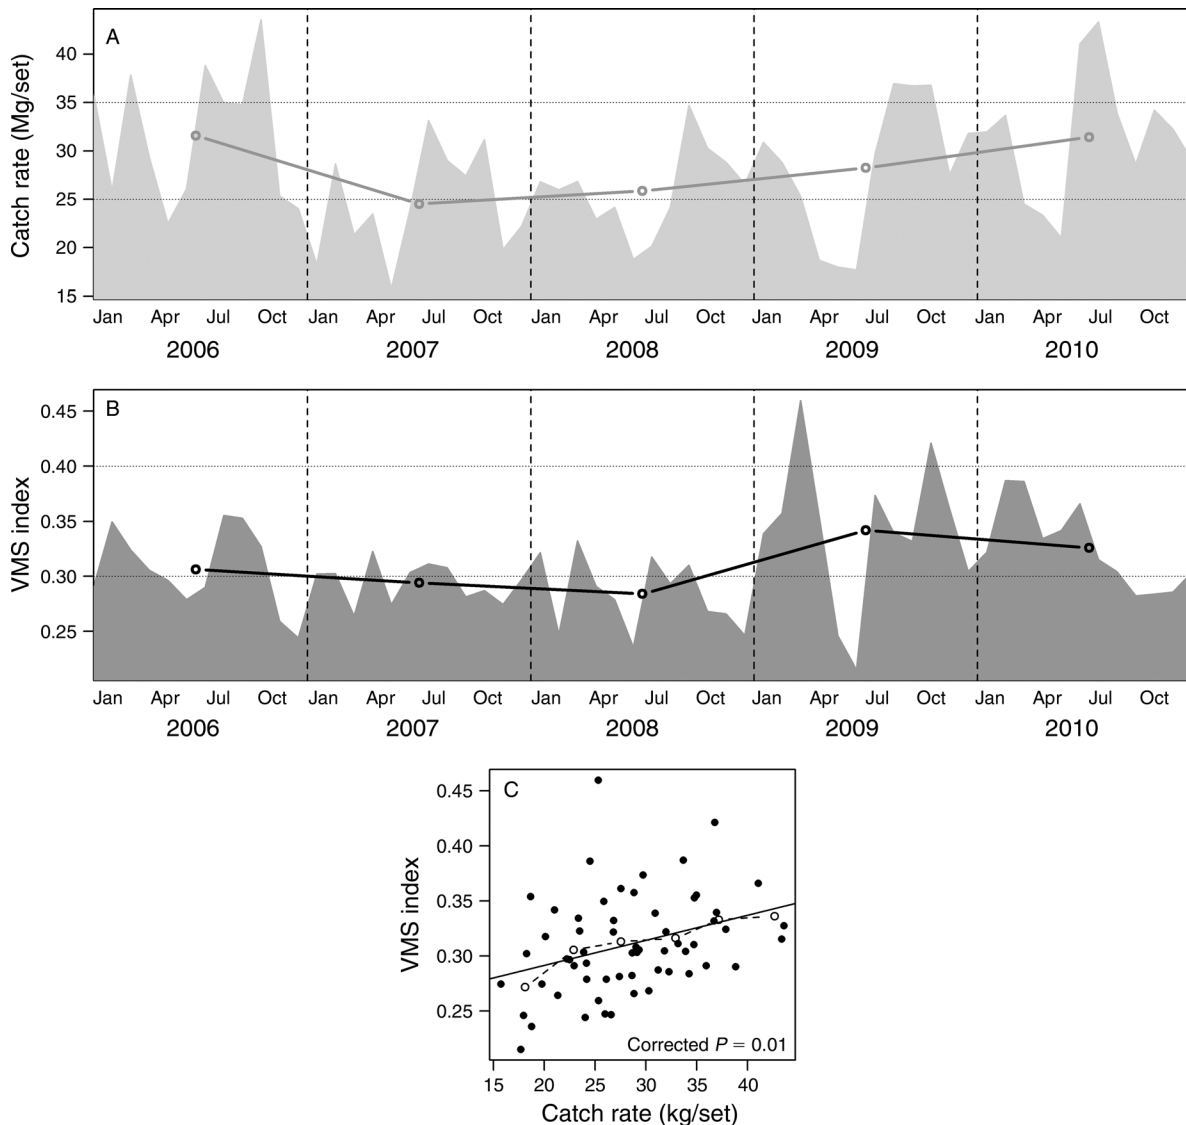 A
Catch rate (Mg/set)
40
35
30
25
20
15
Jan Apr Jul Oct Jan Apr Jul Oct Jan Apr Jul Oct Jan Apr Jul Oct Jan Apr Jul Oct
2006 2007 2008 2009 2010
B
VMS index
0.45
0.40
0.35
0.30
0.25
Jan Apr Jul Oct Jan Apr Jul Oct Jan Apr Jul Oct Jan Apr Jul Oct Jan Apr Jul Oct
2006 2007 2008 2009 2010
C
VMS index
0.45
0.40
0.35
0.30
0.25
Corrected P = 0.01
15 20 25 30 35 40
Catch rate (kg/set)